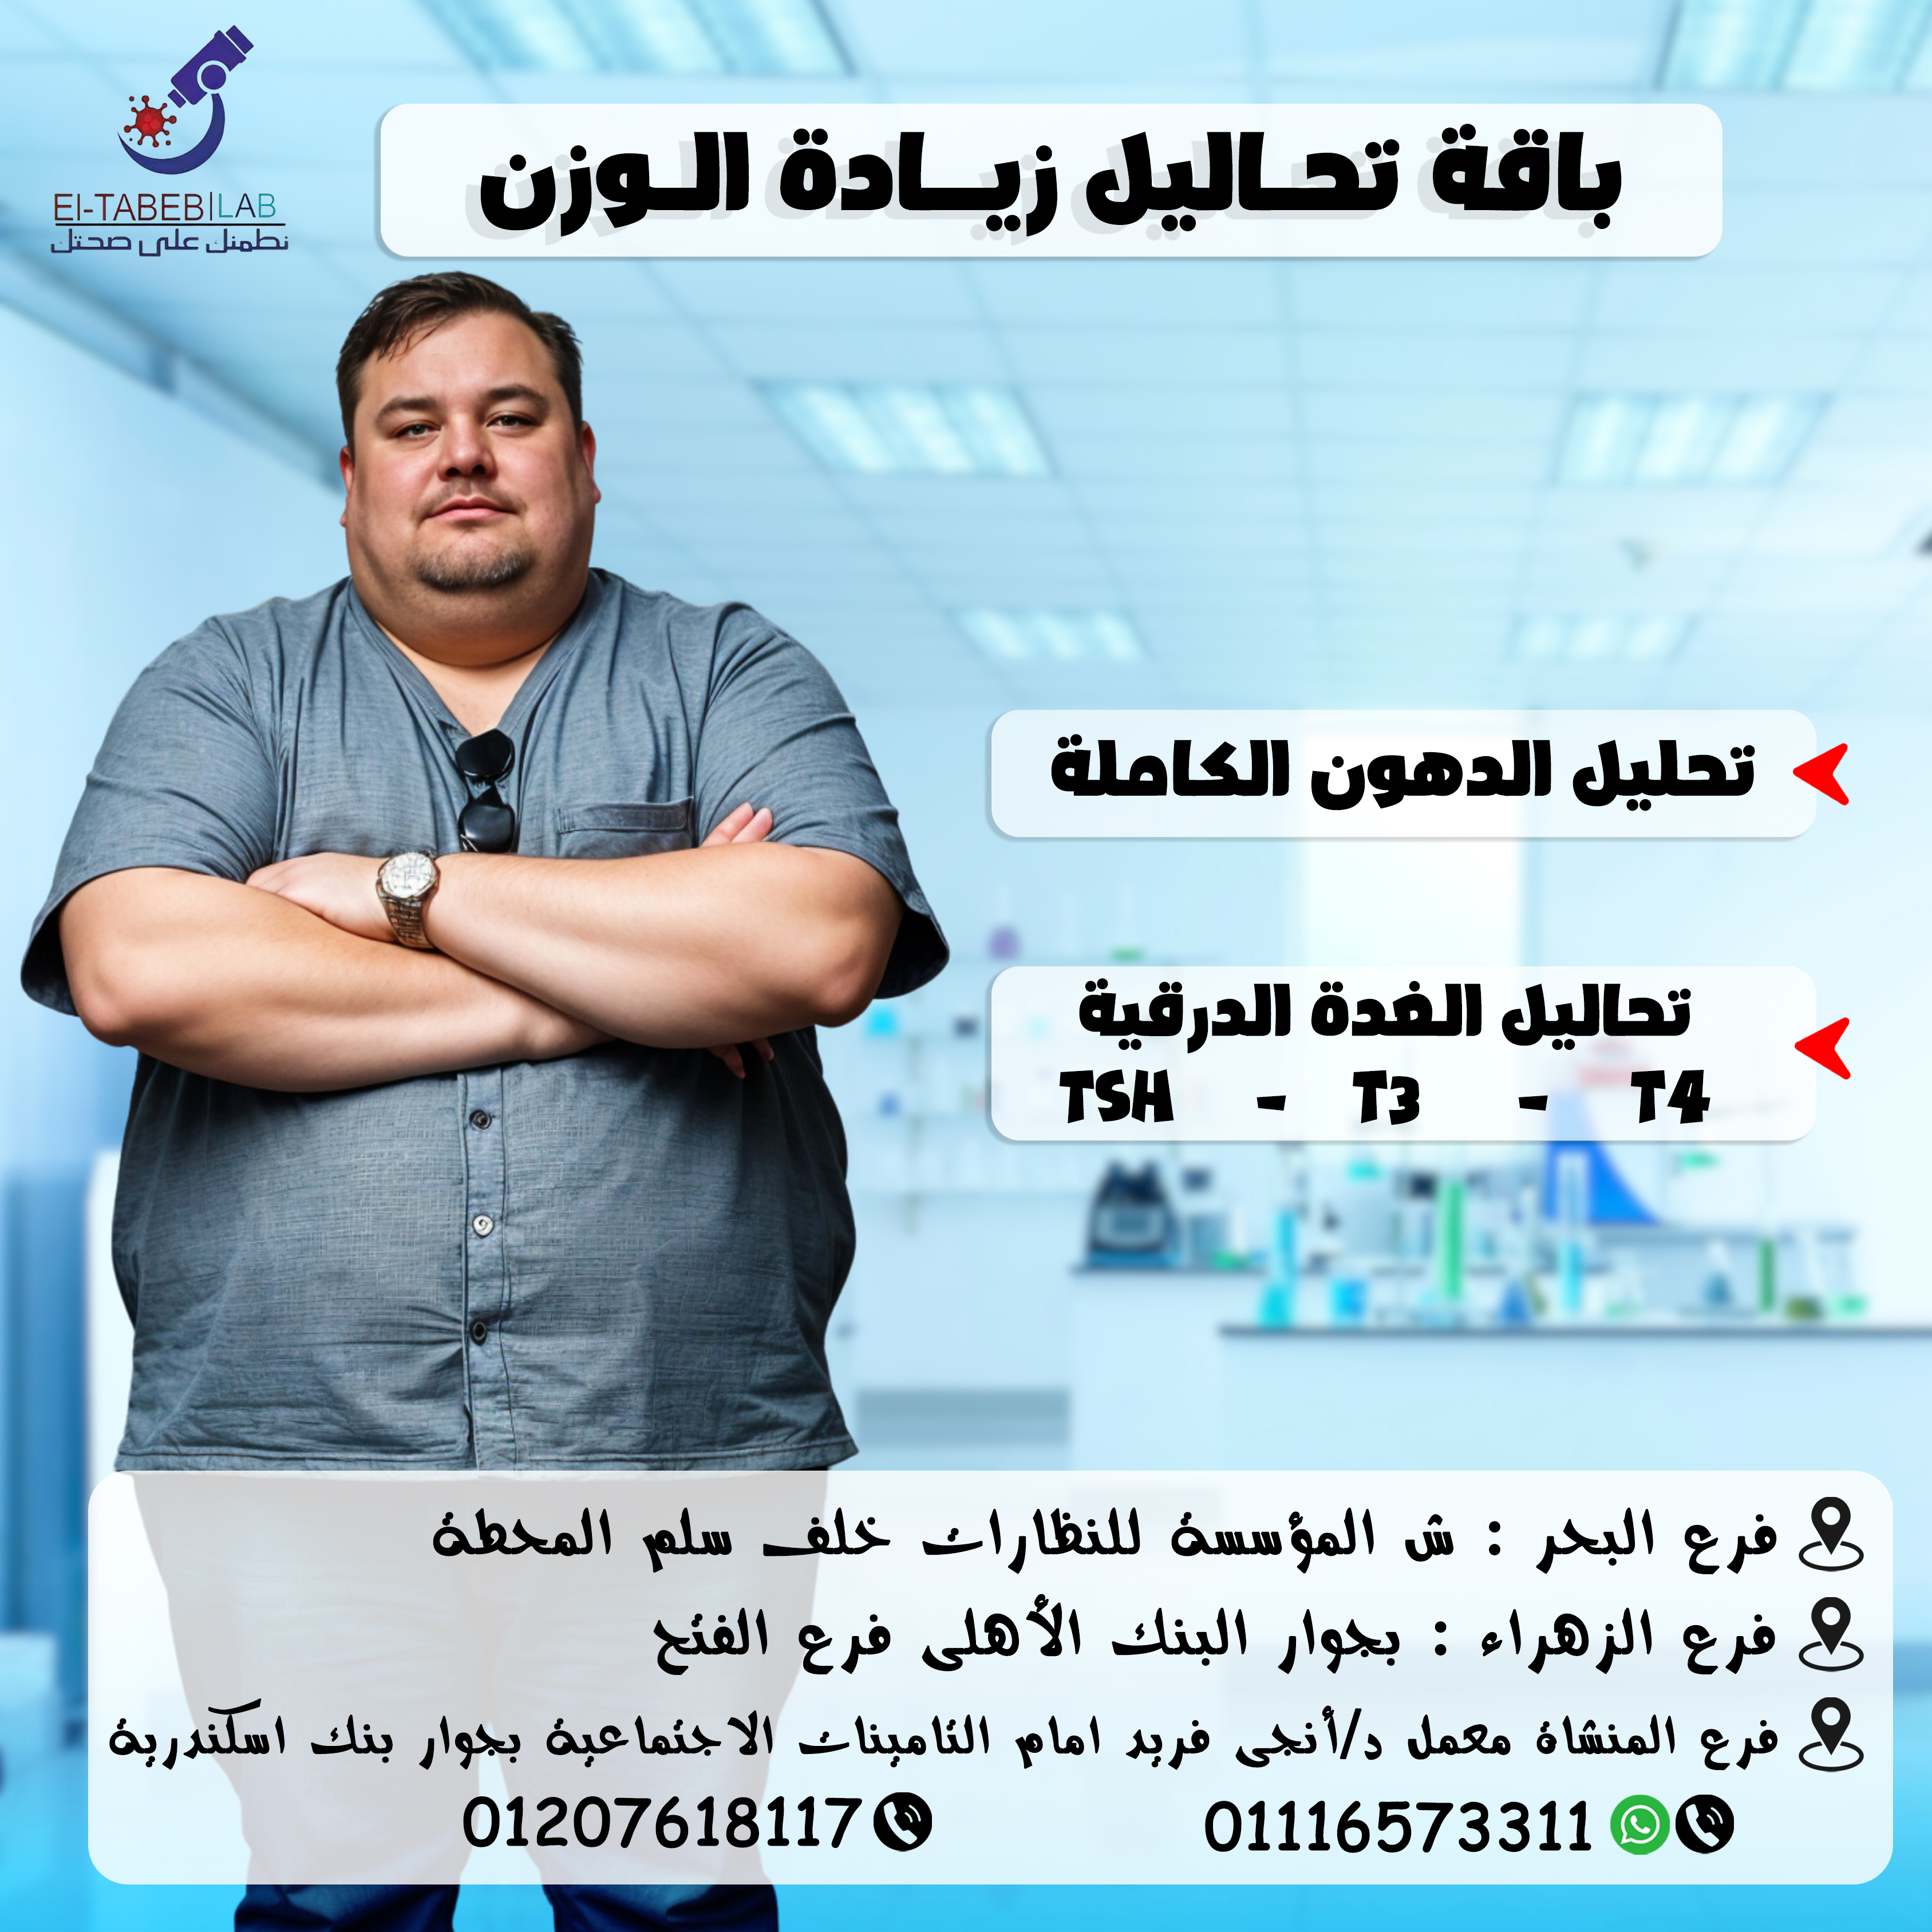 El-TABEB|LAB
نطمنك على صحتك
باقة تحاليل زيادة الوزن
تحليل الدهون الكاملة
تحاليل الغدة الدرقية
TSH - T3 - T4
فرع البحر : ش المؤسسة للنظارات خلف سلم المحطة
فرع الزهراء : بجوار البنك الأهلى فرع الفتح
فرع المنشاة معمل د/أنجى فريد امام التامينات الاجتماعية بجوار بنك اسكندرية
01116573311
01207618117